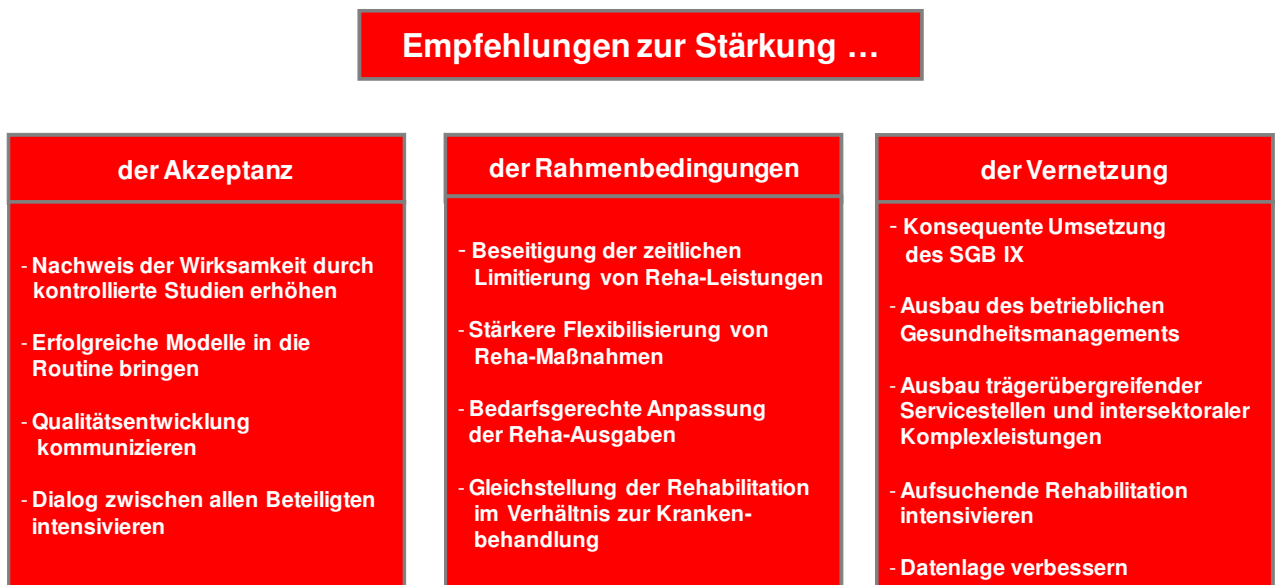 Empfehlungen zur Stärkung …
der Akzeptanz
- Nachweis der Wirksamkeit durch
kontrollierte Studien erhöhen
- Erfolgreiche Modelle in die
Routine bringen
- Qualitätsentwicklung
kommunizieren
- Dialog zwischen allen Beteiligten
intensivieren
der Rahmenbedingungen
- Beseitigung der zeitlichen
Limitierung von Reha-Leistungen
- Stärkere Flexibilisierung von
Reha-Maßnahmen
- Bedarfsgerechte Anpassung
der Reha-Ausgaben
- Gleichstellung der Rehabilitation
im Verhältnis zur Kranken-
behandlung
der Vernetzung
- Konsequente Umsetzung
des SGB IX
- Ausbau des betrieblichen
Gesundheitsmanagements
- Ausbau trägerübergreifender
Servicestellen und intersektoraler
Komplexleistungen
- Aufsuchende Rehabilitation
intensivieren
- Datenlage verbessern